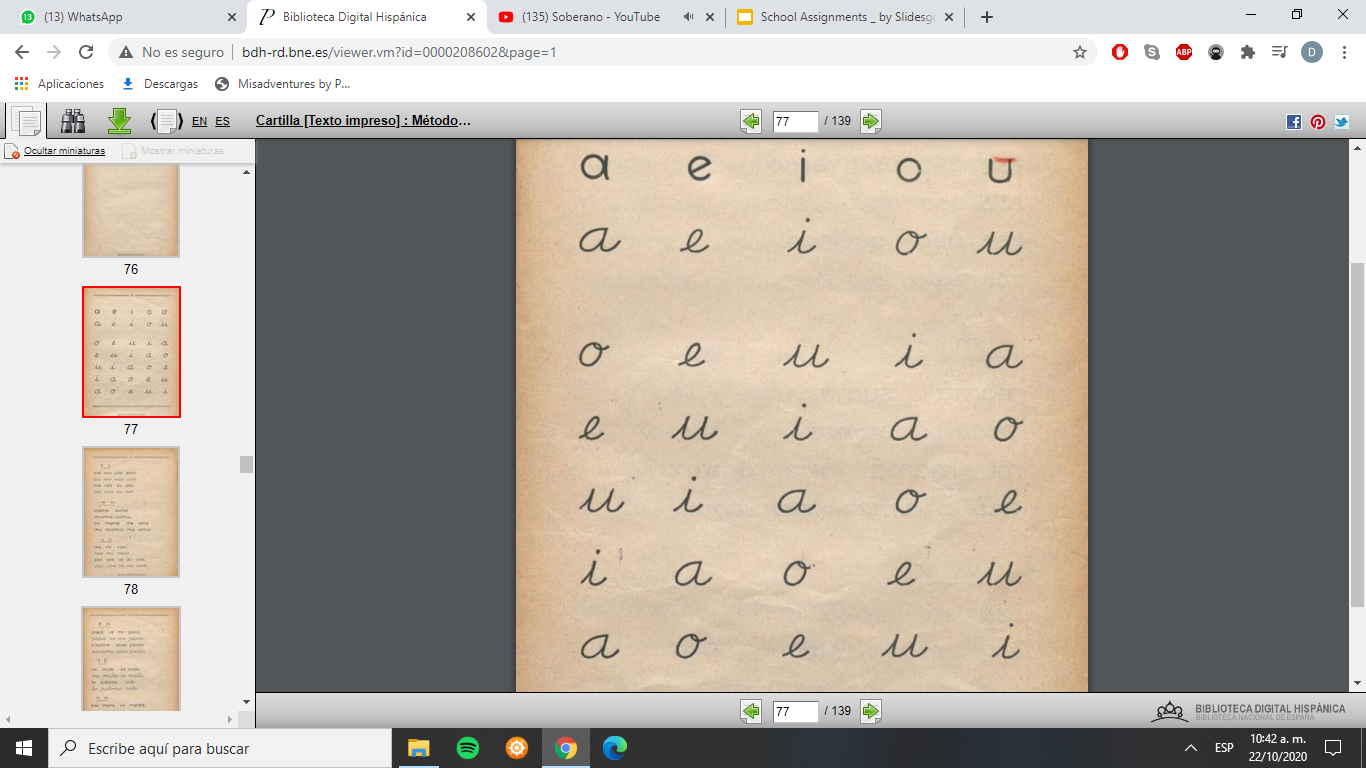 (13) WhatsApp
Biblioteca Digital Hispánica
(135) Soberano - YouTube
School Assignments _ by Slidesgo
No es seguro | bdh-rd.bne.es/viewer.vm?id=0000208602&page=1
ABP
D
Aplicaciones
Descargas
Misadventures by P...
EN ES
Cartilla [Texto impreso] : Método...
77 / 139
Ocultar miniaturas
Mostrar miniaturas
76
77
78
a e i o u
a e i o u
o e u i a
e u i a o
u i a o e
i a o e u
a o e u i
77 / 139
BIBLIOTECA DIGITAL HISPÁNICA
BIBLIOTECA NACIONAL DE ESPAÑA
Escribe aquí para buscar
ESP
10:42 a. m.
22/10/2020